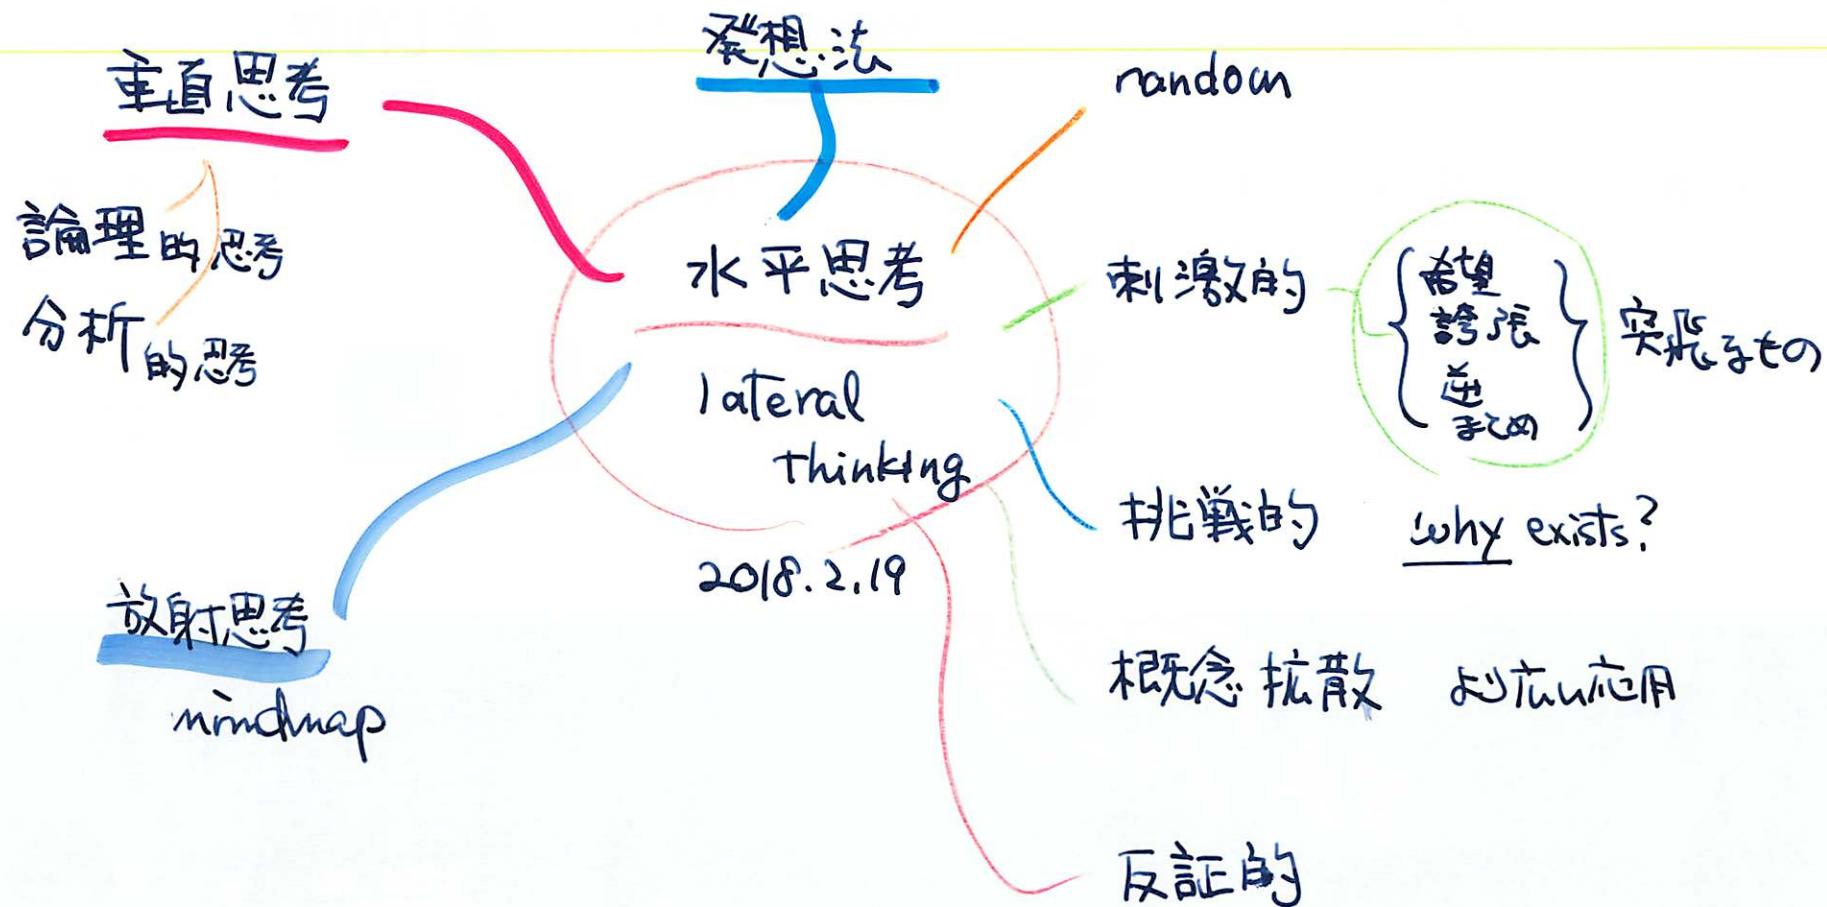 発想法
垂直思考
論理的思考
分析的思考
水平思考
lateral
thinking
2018.2.19
放射思考
mindmap
random
刺激的
希望
誇張
逆
まとめ
突飛なもの
挑戦的 why exists?
概念拡散 より広い応用
反証的